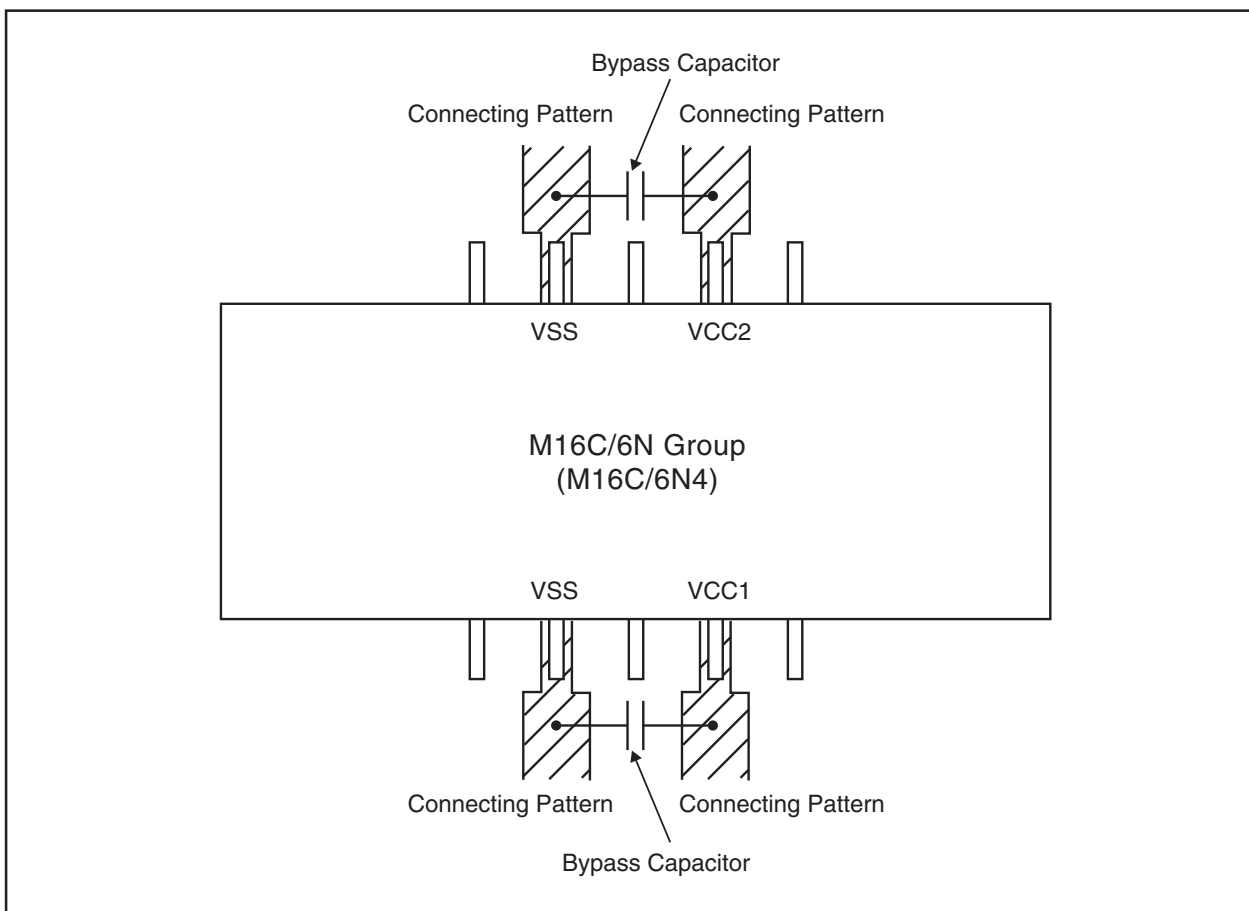 Bypass Capacitor
Connecting Pattern Connecting Pattern
VSS VCC2
M16C/6N Group
(M16C/6N4)
VSS VCC1
Connecting Pattern Connecting Pattern
Bypass Capacitor